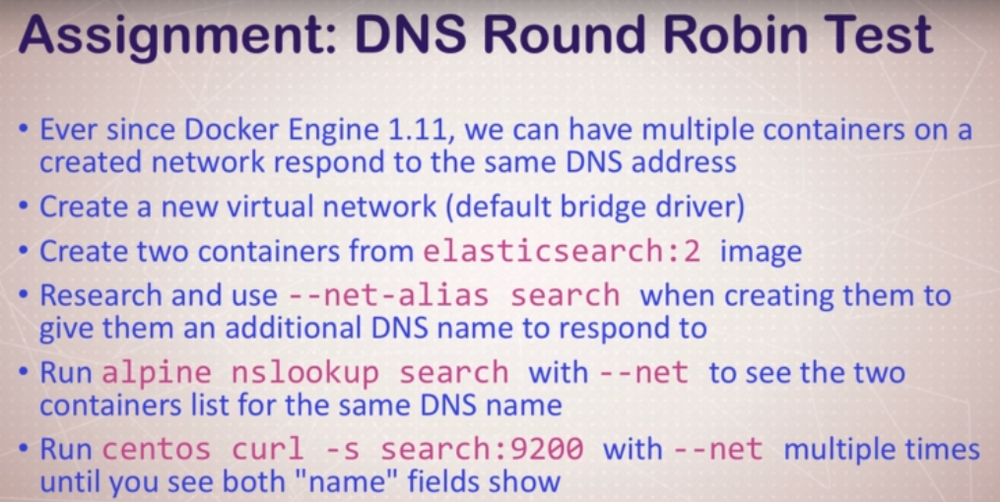 Assignment: DNS Round Robin Test
• Ever since Docker Engine 1.11, we can have multiple containers on a
created network respond to the same DNS address
• Create a new virtual network (default bridge driver)
• Create two containers from elasticsearch:2 image
• Research and use --net-alias search when creating them to
give them an additional DNS name to respond to
• Run alpine nslookup search with --net to see the two
containers list for the same DNS name
• Run centos curl -s search:9200 with --net multiple times
until you see both "name" fields show